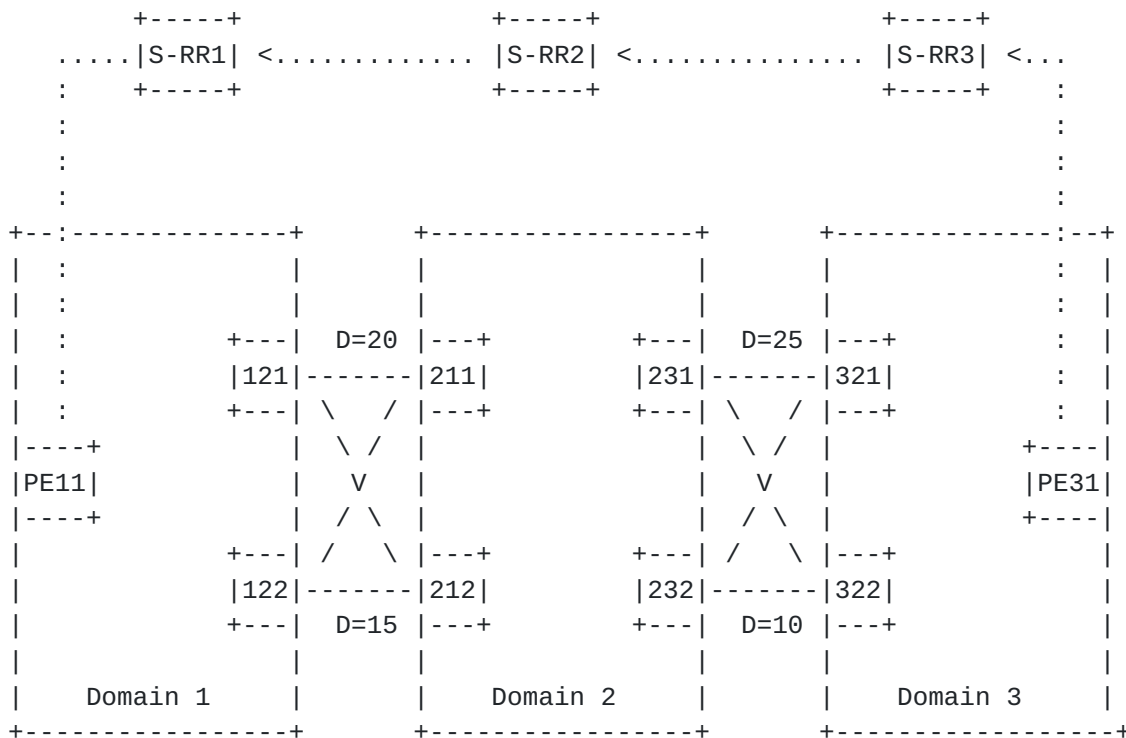 S-RR1 S-RR2 S-RR3
D=20 D=25
121 211 231 321
PE11 V V PE31
122 212 232 322
D=15 D=10
Domain 1 Domain 2 Domain 3